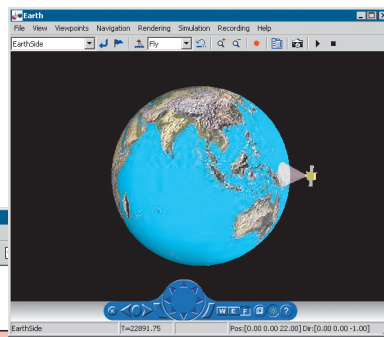 Earth
File View Viewpoints Navigation Rendering Simulation Recording Help
EarthSide Fly
W E F ?
EarthSide T=22891.75 Pos:[0.00 0.00 22.00] Dir:[0.00 0.00 -1.00]